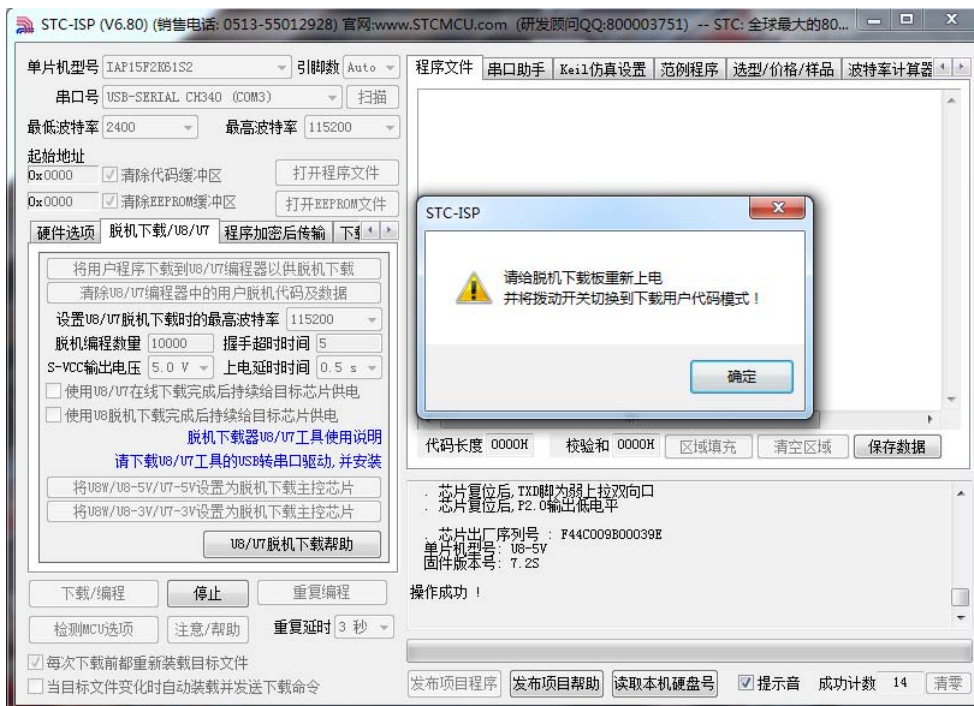 STC-ISP (V6.80) (销售电话: 0513-55012928) 官网:www.STCMCU.com (研发顾问QQ:800003751) -- STC: 全球最大的80...
单片机型号 IAP15F2K61S2 引脚数 Auto
串口号 USB-SERIAL CH340 (COM3) 扫描
最低波特率 2400 最高波特率 115200
起始地址
0x0000 清除代码缓冲区 打开程序文件
0x0000 清除EEPROM缓冲区 打开EEPROM文件
硬件选项 脱机下载/U8/U7 程序加密后传输
将用户程序下载到U8/U7编程器以供脱机下载
清除U8/U7编程器中的用户脱机代码及数据
设置U8/U7脱机下载时的最高波特率 115200
脱机编程数量 10000 握手超时时间 5
S-VCC输出电压 5.0 V 上电延时时间 0.5 s
使用U8/U7在线下载完成后持续给目标芯片供电
使用U8脱机下载完成后持续给目标芯片供电
脱机下载器U8/U7工具使用说明
请下载U8/U7工具的USB转串口驱动,并安装
将U8W/U8-5V/U7-5V设置为脱机下载主控芯片
将U8W/U8-3V/U7-3V设置为脱机下载主控芯片
U8/U7脱机下载帮助
下载/编程 停止 重复编程
检测MCU选项 注意/帮助 重复延时 3 秒
每次下载前都重新装载目标文件
当目标文件变化时自动装载并发送下载命令
程序文件 串口助手 Keil仿真设置 范例程序 选型/价格/样品 波特率计算器
STC-ISP
请给脱机下载板重新上电
并将拨动开关切换到下载用户代码模式！
确定
代码长度 0000H 校验和 0000H 区域填充 清空区域 保存数据
. 芯片复位后,TXD脚为弱上拉双向口
. 芯片复位后,P2.0输出低电平
. 芯片出厂序列号 : F44C009B00039E
单片机型号: U8-5V
固件版本号: 7.2S
操作成功 !
发布项目程序 发布项目帮助 读取本机硬盘号 提示音 成功计数 14 清零